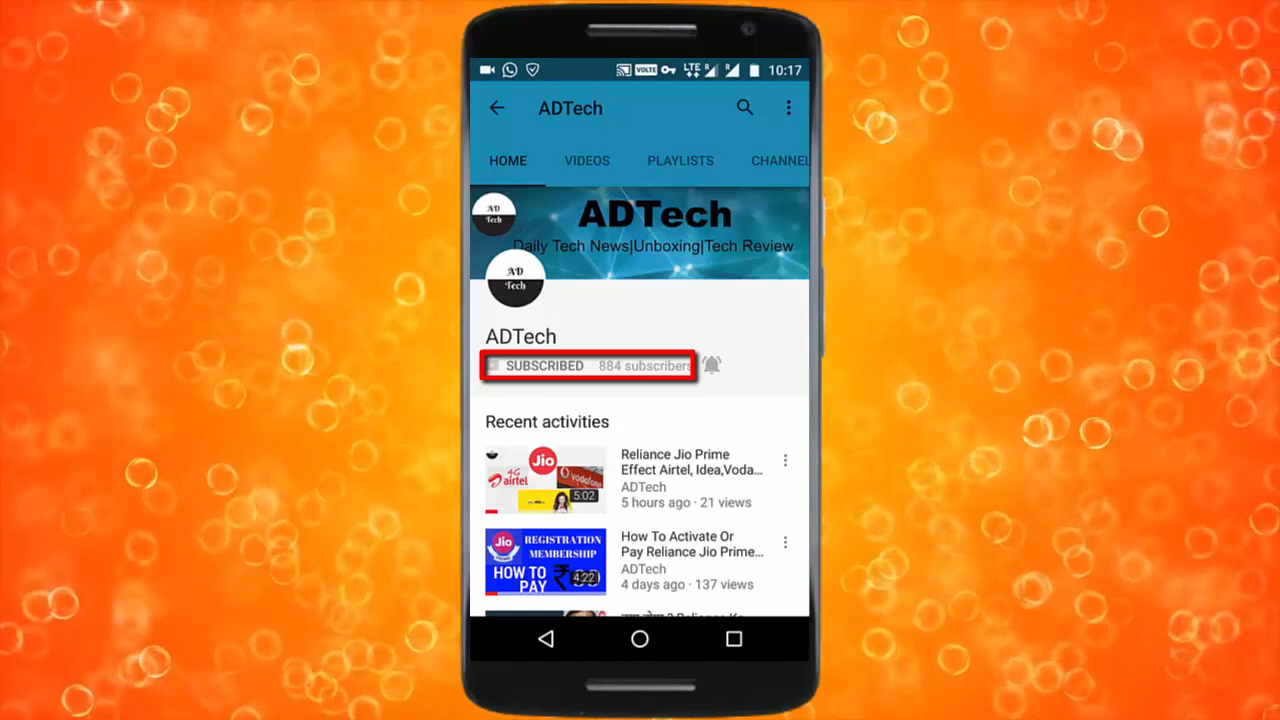 VOLTE LTE R R 10:17
ADTech
HOME VIDEOS PLAYLISTS CHANNEL
AD
Tech
ADTech
Daily Tech News|Unboxing|Tech Review
AD
Tech
ADTech
SUBSCRIBED 884 subscribers
Recent activities
Jio
4G
airtel
vodafone
5:02
Reliance Jio Prime
Effect Airtel, Idea,Voda...
ADTech
5 hours ago · 21 views
Jio
REGISTRATION
MEMBERSHIP
HOW TO
PAY
4:22
How To Activate Or
Pay Reliance Jio Prime...
ADTech
4 days ago · 137 views